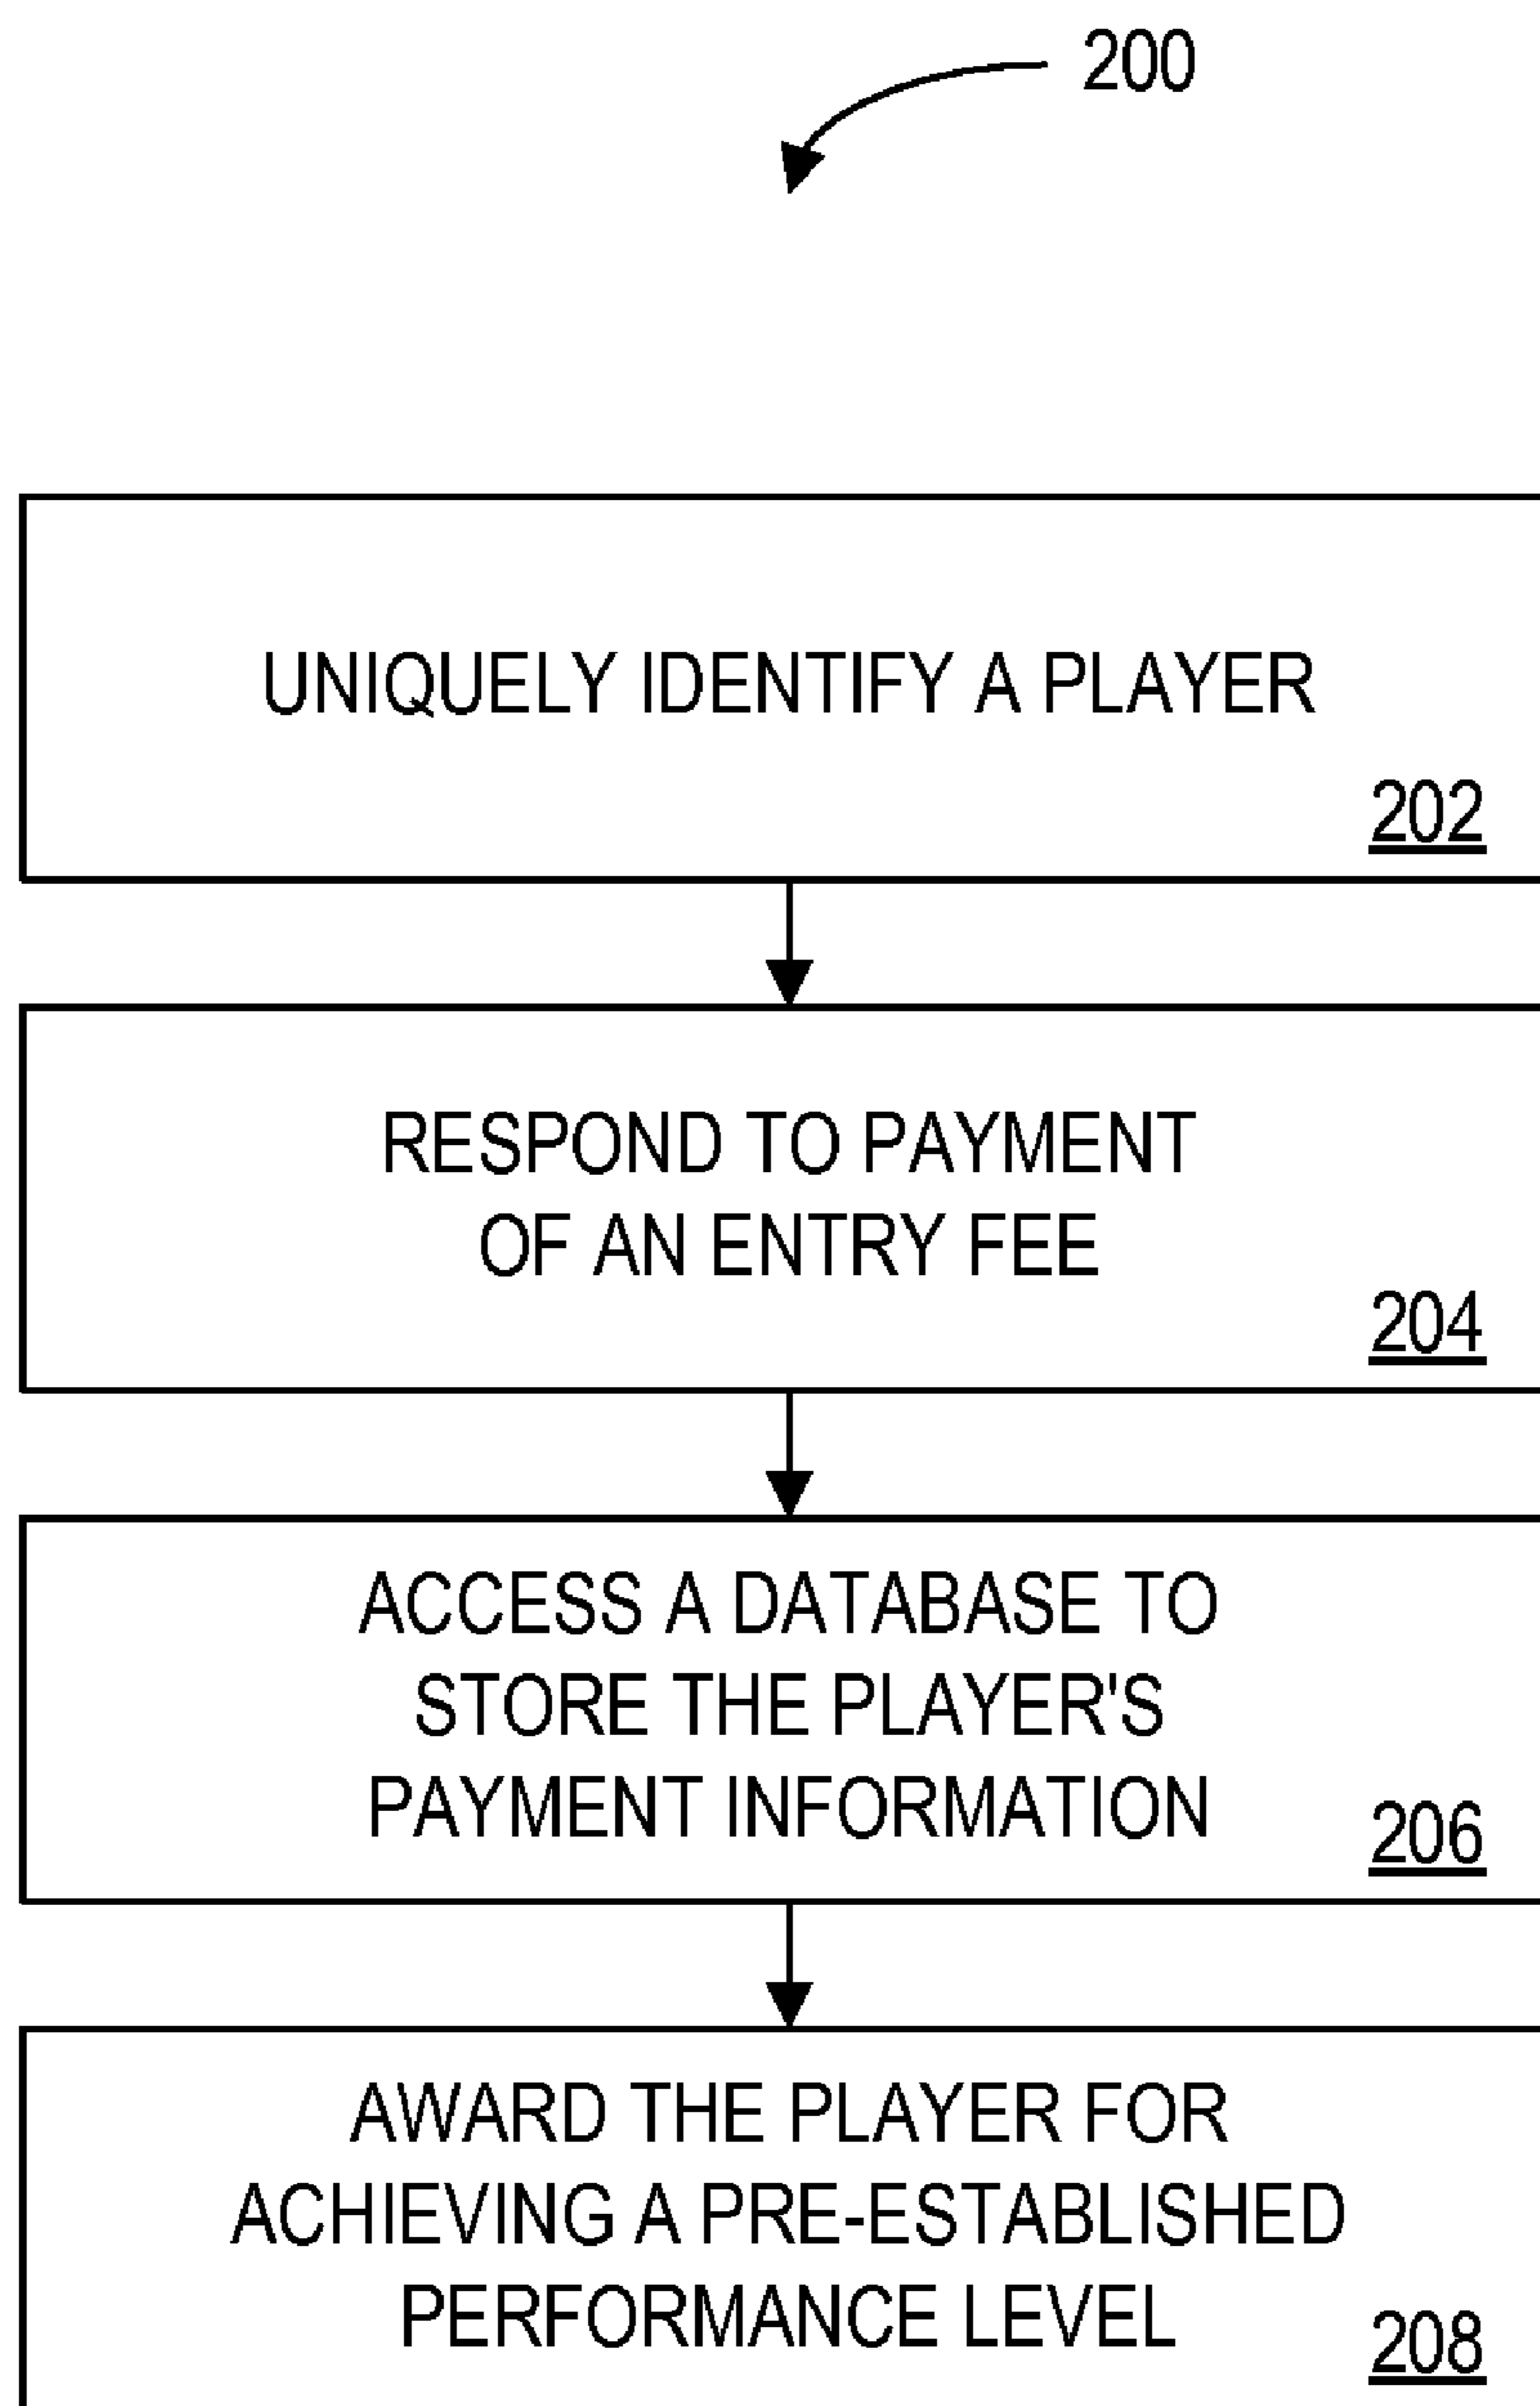 200
UNIQUELY IDENTIFY A PLAYER
202
RESPOND TO PAYMENT
OF AN ENTRY FEE
204
ACCESS A DATABASE TO
STORE THE PLAYER'S
PAYMENT INFORMATION
206
AWARD THE PLAYER FOR
ACHIEVING A PRE-ESTABLISHED
PERFORMANCE LEVEL
208